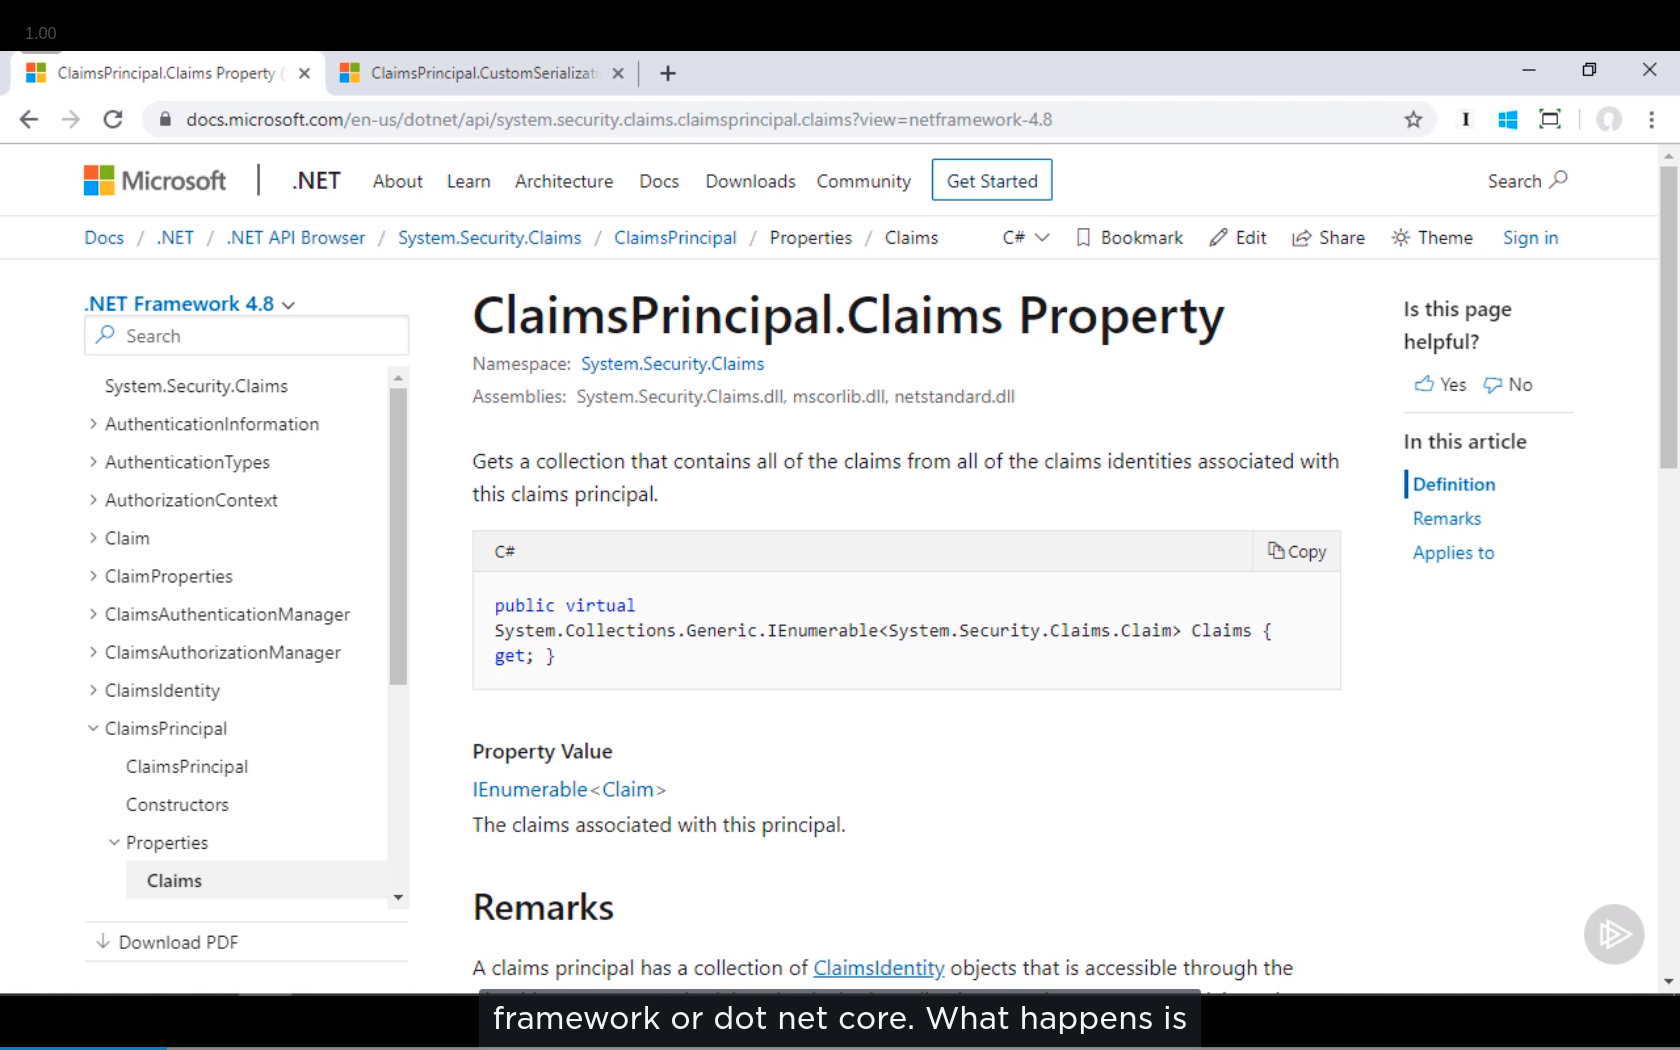 1.00
ClaimsPrincipal.Claims Property (
ClaimsPrincipal.CustomSerializati
docs.microsoft.com/en-us/dotnet/api/system.security.claims.claimsprincipal.claims?view=netframework-4.8
Microsoft
.NET
About
Learn
Architecture
Docs
Downloads
Community
Get Started
Search
Docs / .NET / .NET API Browser / System.Security.Claims / ClaimsPrincipal / Properties / Claims
C#
Bookmark
Edit
Share
Theme
Sign in
.NET Framework 4.8
Search
System.Security.Claims
AuthenticationInformation
AuthenticationTypes
AuthorizationContext
Claim
ClaimProperties
ClaimsAuthenticationManager
ClaimsAuthorizationManager
ClaimsIdentity
ClaimsPrincipal
ClaimsPrincipal
Constructors
Properties
Claims
Download PDF
ClaimsPrincipal.Claims Property
Namespace: System.Security.Claims
Assemblies: System.Security.Claims.dll, mscorlib.dll, netstandard.dll
Gets a collection that contains all of the claims from all of the claims identities associated with
this claims principal.
C#
Copy
public virtual
System.Collections.Generic.IEnumerable<System.Security.Claims.Claim> Claims {
get; }
Property Value
IEnumerable<Claim>
The claims associated with this principal.
Remarks
A claims principal has a collection of ClaimsIdentity objects that is accessible through the
Is this page
helpful?
Yes
No
In this article
Definition
Remarks
Applies to
framework or dot net core. What happens is